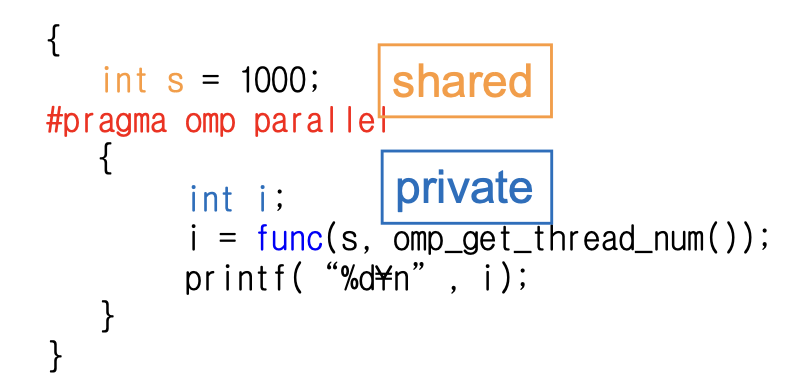 {
int s = 1000;
shared
#pragma omp parallel
{
private
int i;
i = func(s, omp_get_thread_num());
printf( “%d¥n” , i);
}
}